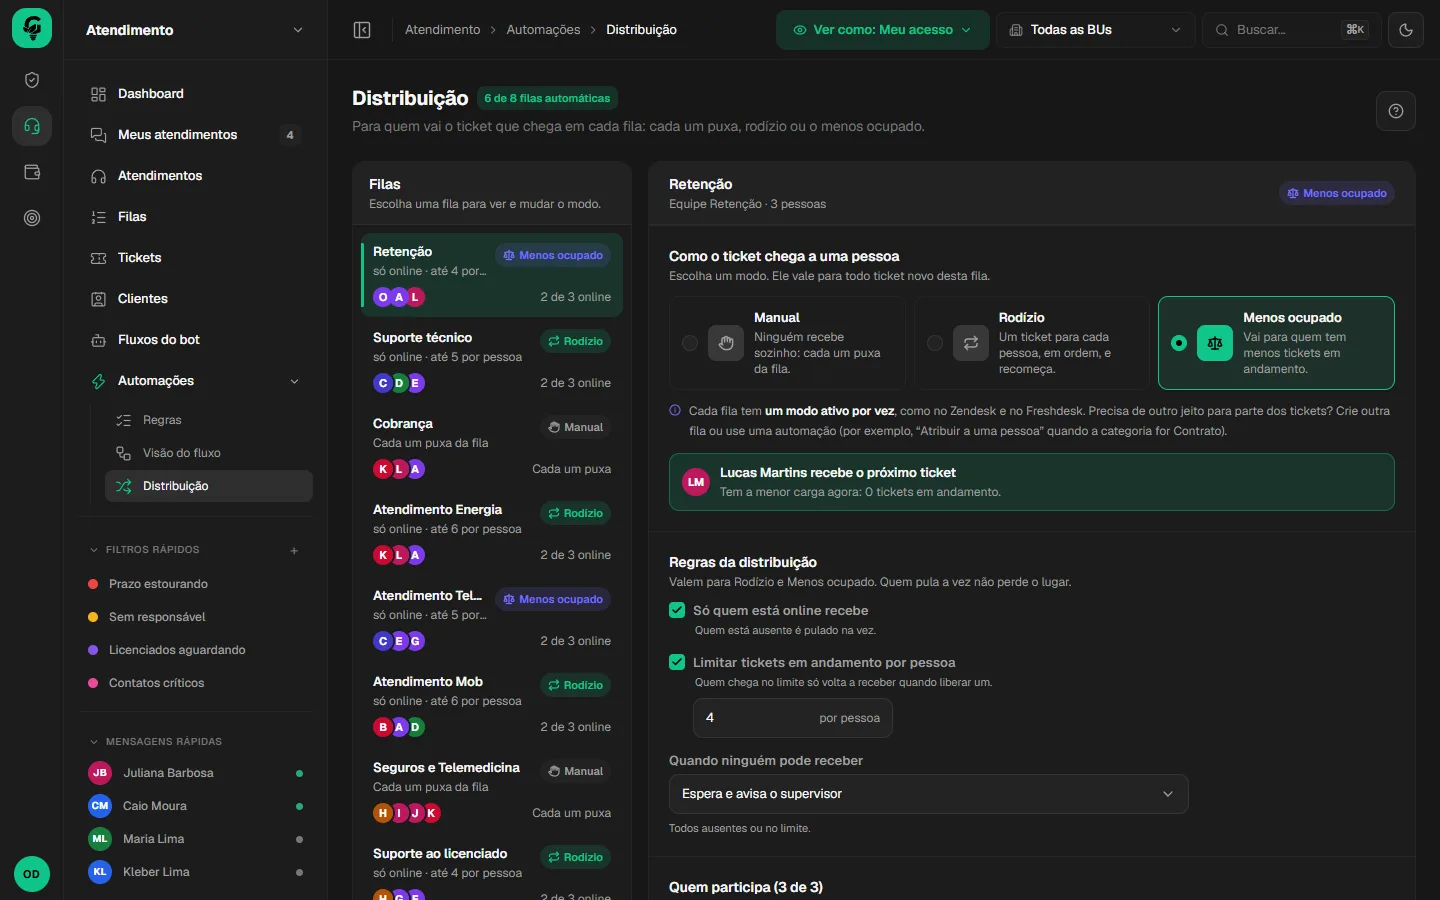 Atendimento
Dashboard
Meus atendimentos
4
Atendimentos
Filas
Tickets
Clientes
Fluxos do bot
Automações
Regras
Visão do fluxo
Distribuição
FILTROS RÁPIDOS
+
Prazo estourando
Sem responsável
Licenciados aguardando
Contatos críticos
MENSAGENS RÁPIDAS
JB Juliana Barbosa
CM Caio Moura
ML Maria Lima
KL Kleber Lima
OD
Atendimento > Automações > Distribuição
Ver como: Meu acesso
Todas as BUs
Buscar...
⌘K
Distribuição
6 de 8 filas automáticas
Para quem vai o ticket que chega em cada fila: cada um puxa, rodízio ou o menos ocupado.
Filas
Escolha uma fila para ver e mudar o modo.
Retenção
Menos ocupado
só online · até 4 por...
O A L
2 de 3 online
Suporte técnico
Rodízio
só online · até 5 por pessoa
C D E
2 de 3 online
Cobrança
Manual
Cada um puxa da fila
K L A
Cada um puxa
Atendimento Energia
Rodízio
só online · até 6 por pessoa
K L A
2 de 3 online
Atendimento Tel...
Menos ocupado
só online · até 5 por...
C E G
2 de 3 online
Atendimento Mob
Rodízio
só online · até 6 por pessoa
B A D
2 de 3 online
Seguros e Telemedicina
Manual
Cada um puxa da fila
H I J K
Cada um puxa
Suporte ao licenciado
Rodízio
só online · até 4 por pessoa
H G F
2 de 3 online
Retenção
Equipe Retenção · 3 pessoas
Menos ocupado
Como o ticket chega a uma pessoa
Escolha um modo. Ele vale para todo ticket novo desta fila.
Manual
Ninguém recebe
sozinho: cada um puxa
da fila.
Rodízio
Um ticket para cada
pessoa, em ordem, e
recomeça.
Menos ocupado
Vai para quem tem
menos tickets em
andamento.
Cada fila tem um modo ativo por vez, como no Zendesk e no Freshdesk. Precisa de outro jeito para parte dos tickets? Crie outra
fila ou use uma automação (por exemplo, “Atribuir a uma pessoa” quando a categoria for Contrato).
LM
Lucas Martins recebe o próximo ticket
Tem a menor carga agora: 0 tickets em andamento.
Regras da distribuição
Valem para Rodízio e Menos ocupado. Quem pula a vez não perde o lugar.
Só quem está online recebe
Quem está ausente é pulado na vez.
Limitar tickets em andamento por pessoa
Quem chega no limite só volta a receber quando liberar um.
4 por pessoa
Quando ninguém pode receber
Espera e avisa o supervisor
Todos ausentes ou no limite.
Quem participa (3 de 3)